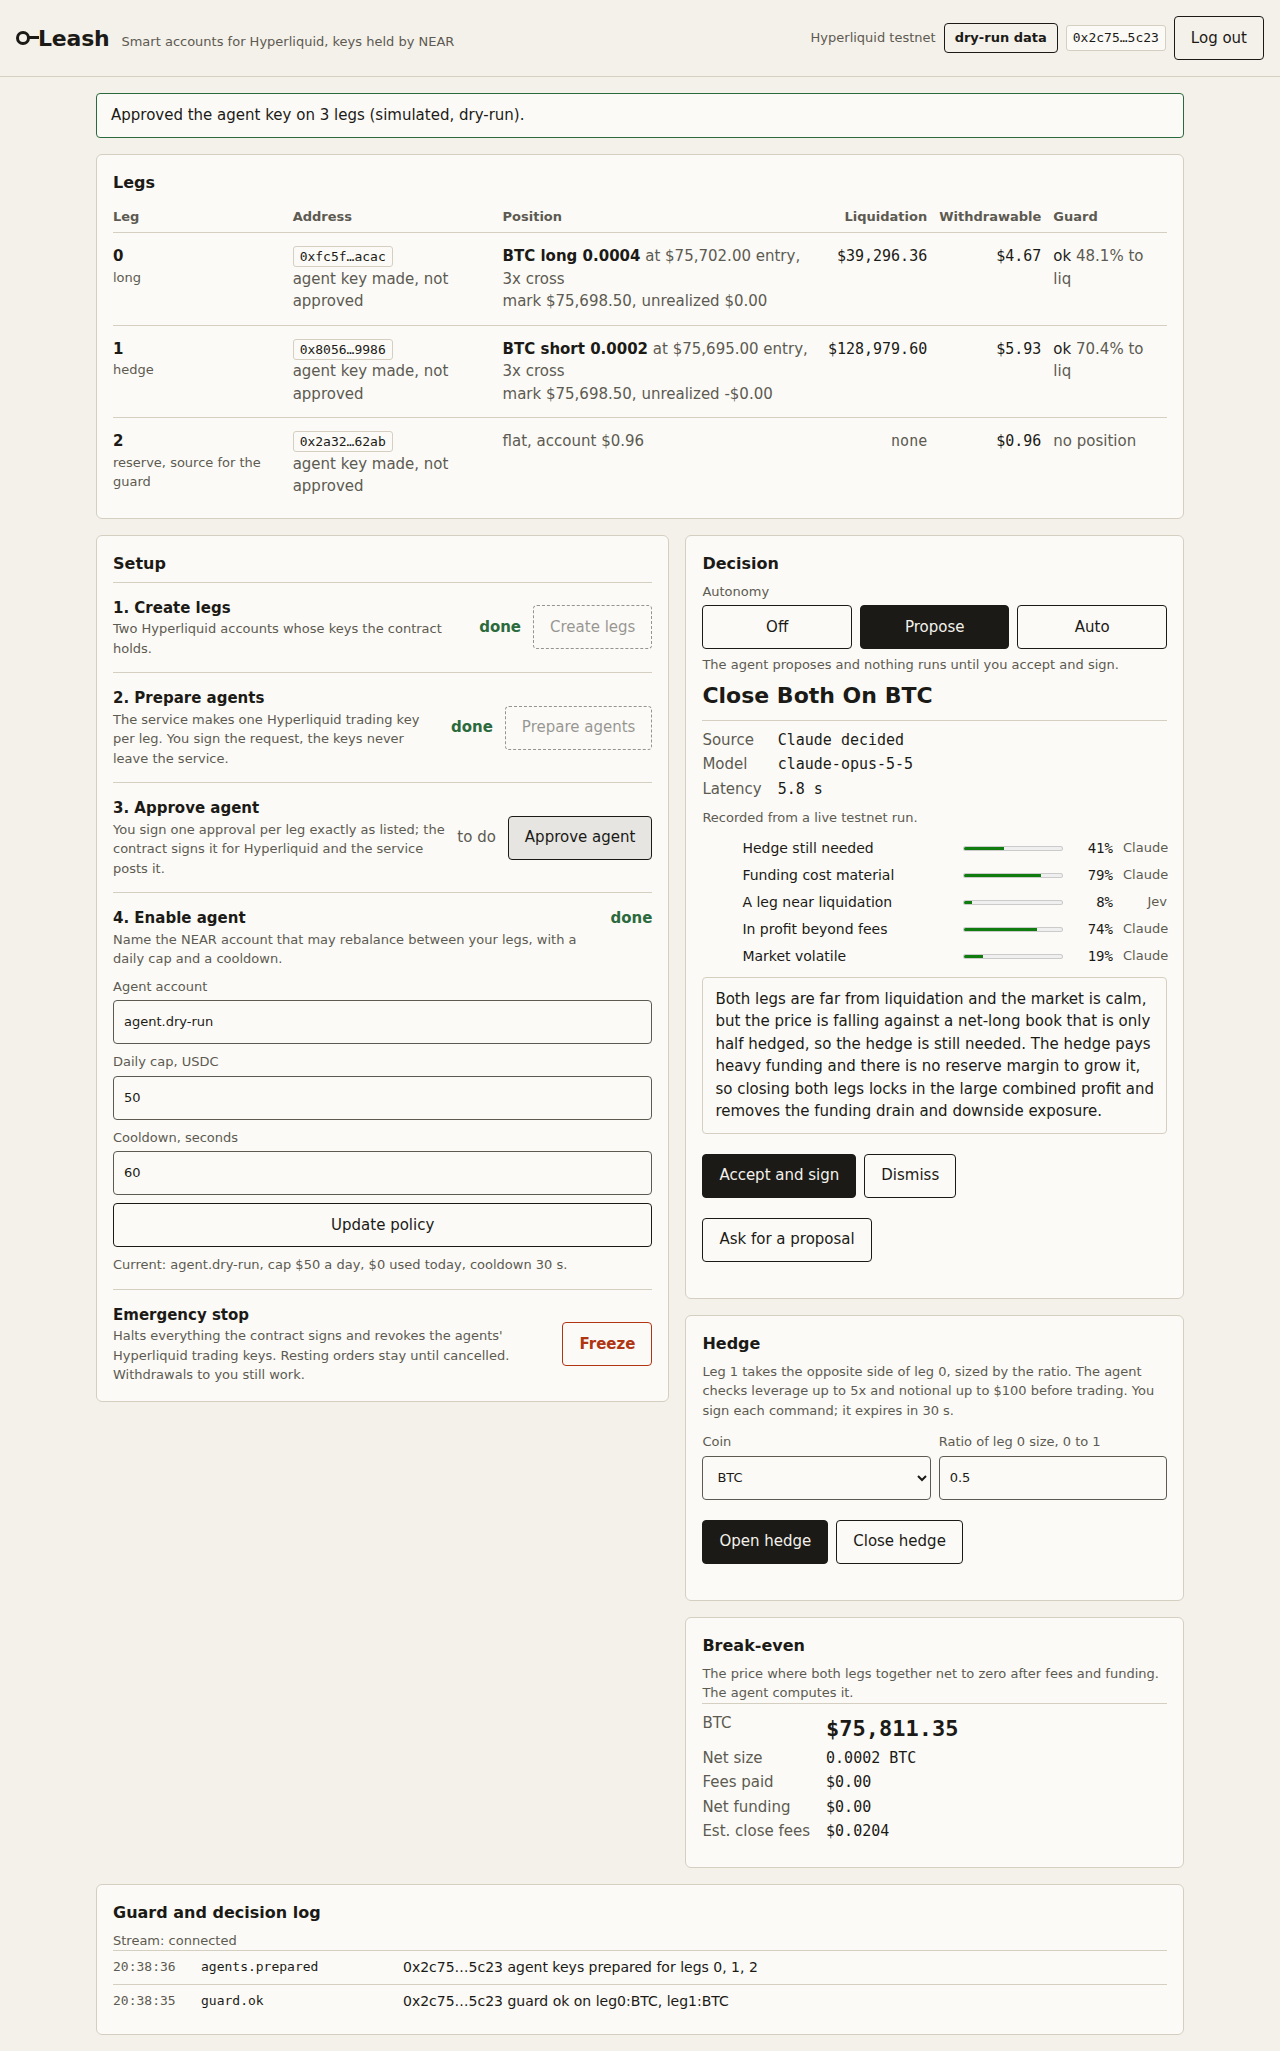 Leash Smart accounts for Hyperliquid, keys held by NEAR
Hyperliquid testnet dry-run data 0x2c75…5c23 Log out
Approved the agent key on 3 legs (simulated, dry-run).
Legs
Leg Address Position Liquidation Withdrawable Guard
0
long
0xfc5f…acac
agent key made, not
approved
BTC long 0.0004 at $75,702.00 entry,
3x cross
mark $75,698.50, unrealized $0.00
$39,296.36
$4.67
ok 48.1% to
liq
1
hedge
0x8056…9986
agent key made, not
approved
BTC short 0.0002 at $75,695.00 entry,
3x cross
mark $75,698.50, unrealized -$0.00
$128,979.60
$5.93
ok 70.4% to
liq
2
reserve, source for the
guard
0x2a32…62ab
agent key made, not
approved
flat, account $0.96
none
$0.96
no position
Setup
1. Create legs
Two Hyperliquid accounts whose keys the contract
holds.
done
Create legs
2. Prepare agents
The service makes one Hyperliquid trading key
per leg. You sign the request, the keys never
leave the service.
done
Prepare agents
3. Approve agent
You sign one approval per leg exactly as listed; the
contract signs it for Hyperliquid and the service
posts it.
to do
Approve agent
4. Enable agent
Name the NEAR account that may rebalance between your legs, with a
daily cap and a cooldown.
done
Agent account
agent.dry-run
Daily cap, USDC
50
Cooldown, seconds
60
Update policy
Current: agent.dry-run, cap $50 a day, $0 used today, cooldown 30 s.
Emergency stop
Halts everything the contract signs and revokes the agents'
Hyperliquid trading keys. Resting orders stay until cancelled.
Withdrawals to you still work.
Freeze
Decision
Autonomy
Off Propose Auto
The agent proposes and nothing runs until you accept and sign.
Close Both On BTC
Source Claude decided
Model claude-opus-5-5
Latency 5.8 s
Recorded from a live testnet run.
Hedge still needed 41% Claude
Funding cost material 79% Claude
A leg near liquidation 8% Jev
In profit beyond fees 74% Claude
Market volatile 19% Claude
Both legs are far from liquidation and the market is calm,
but the price is falling against a net-long book that is only
half hedged, so the hedge is still needed. The hedge pays
heavy funding and there is no reserve margin to grow it,
so closing both legs locks in the large combined profit and
removes the funding drain and downside exposure.
Accept and sign Dismiss
Ask for a proposal
Hedge
Leg 1 takes the opposite side of leg 0, sized by the ratio. The agent
checks leverage up to 5x and notional up to $100 before trading. You
sign each command; it expires in 30 s.
Coin Ratio of leg 0 size, 0 to 1
BTC 0.5
Open hedge Close hedge
Break-even
The price where both legs together net to zero after fees and funding.
The agent computes it.
BTC $75,811.35
Net size 0.0002 BTC
Fees paid $0.00
Net funding $0.00
Est. close fees $0.0204
Guard and decision log
Stream: connected
20:38:36 agents.prepared 0x2c75…5c23 agent keys prepared for legs 0, 1, 2
20:38:35 guard.ok 0x2c75…5c23 guard ok on leg0:BTC, leg1:BTC